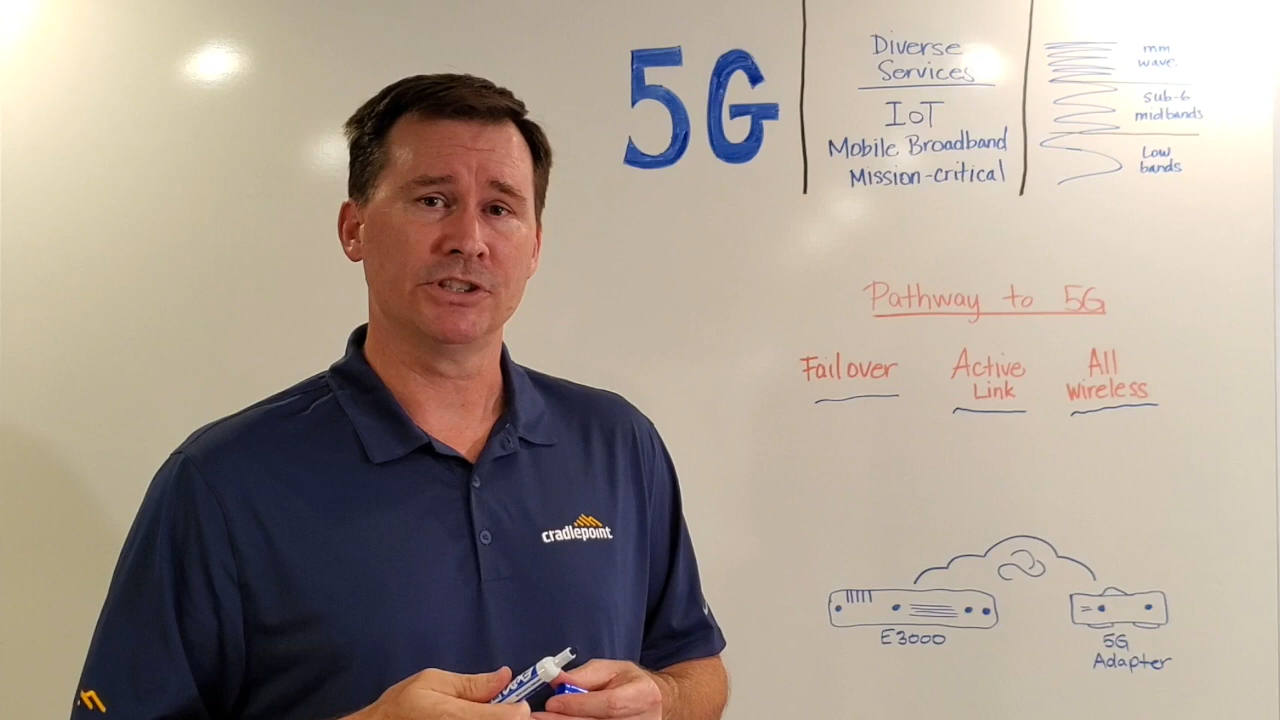 5G
Diverse
Services
IoT
Mobile Broadband
Mission-critical
mm
wave.
sub-6
midbands
Low
bands
Pathway to 5G
Failover
Active
Link
All
wireless
cradlepoint
E3000
5G
Adapter